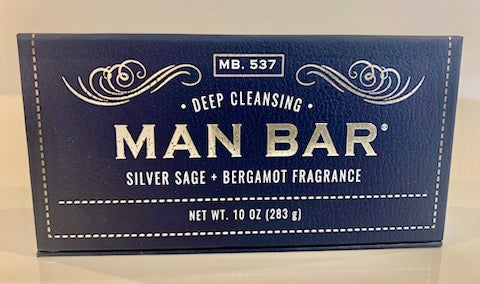 MB. 537
• DEEP CLEANSING •
MAN BAR®
SILVER SAGE + BERGAMOT FRAGRANCE
NET WT. 10 OZ (283 g)